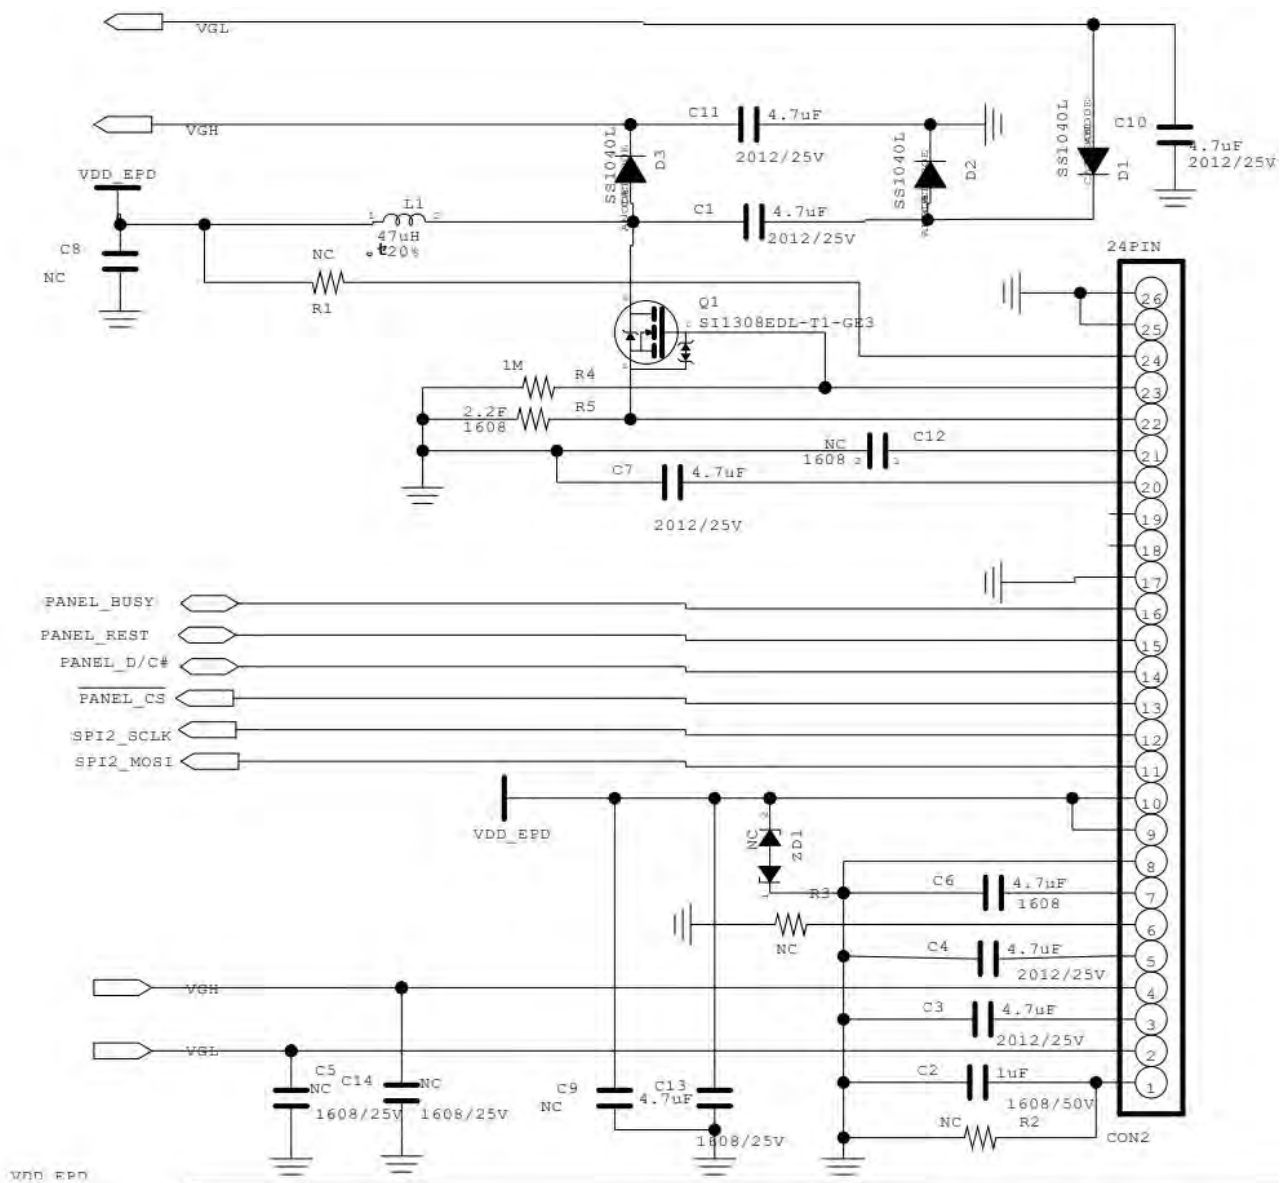 VGL
VGH
C11
4.7uF
2012/25V
SS1040L
D3
SS1040L
D2
SS1040L
D1
C10
4.7uF
2012/25V
VDD_EPD
L1
1
2
47uH
20%
C8
NC
NC
R1
C1
4.7uF
2012/25V
24PIN
Q1
SI1308EDL-T1-GE3
1M
R4
2.2F
1608
R5
NC
1608
C12
C7
4.7uF
2012/25V
26
25
24
23
22
21
20
19
18
17
16
15
14
13
12
11
10
9
8
7
6
5
4
3
2
1
PANEL_BUSY
PANEL_REST
PANEL_D/C#
PANEL_CS
SPI2_SCLK
SPI2_MOSI
VDD_EPD
NC
ZD1
R3
NC
C6
4.7uF
1608
C4
4.7uF
2012/25V
VGH
C3
4.7uF
2012/25V
VGL
C5
NC
1608/25V
C14
NC
1608/25V
C9
NC
C13
4.7uF
1608/25V
C2
1uF
1608/50V
NC
R2
CON2
VDD_EPD